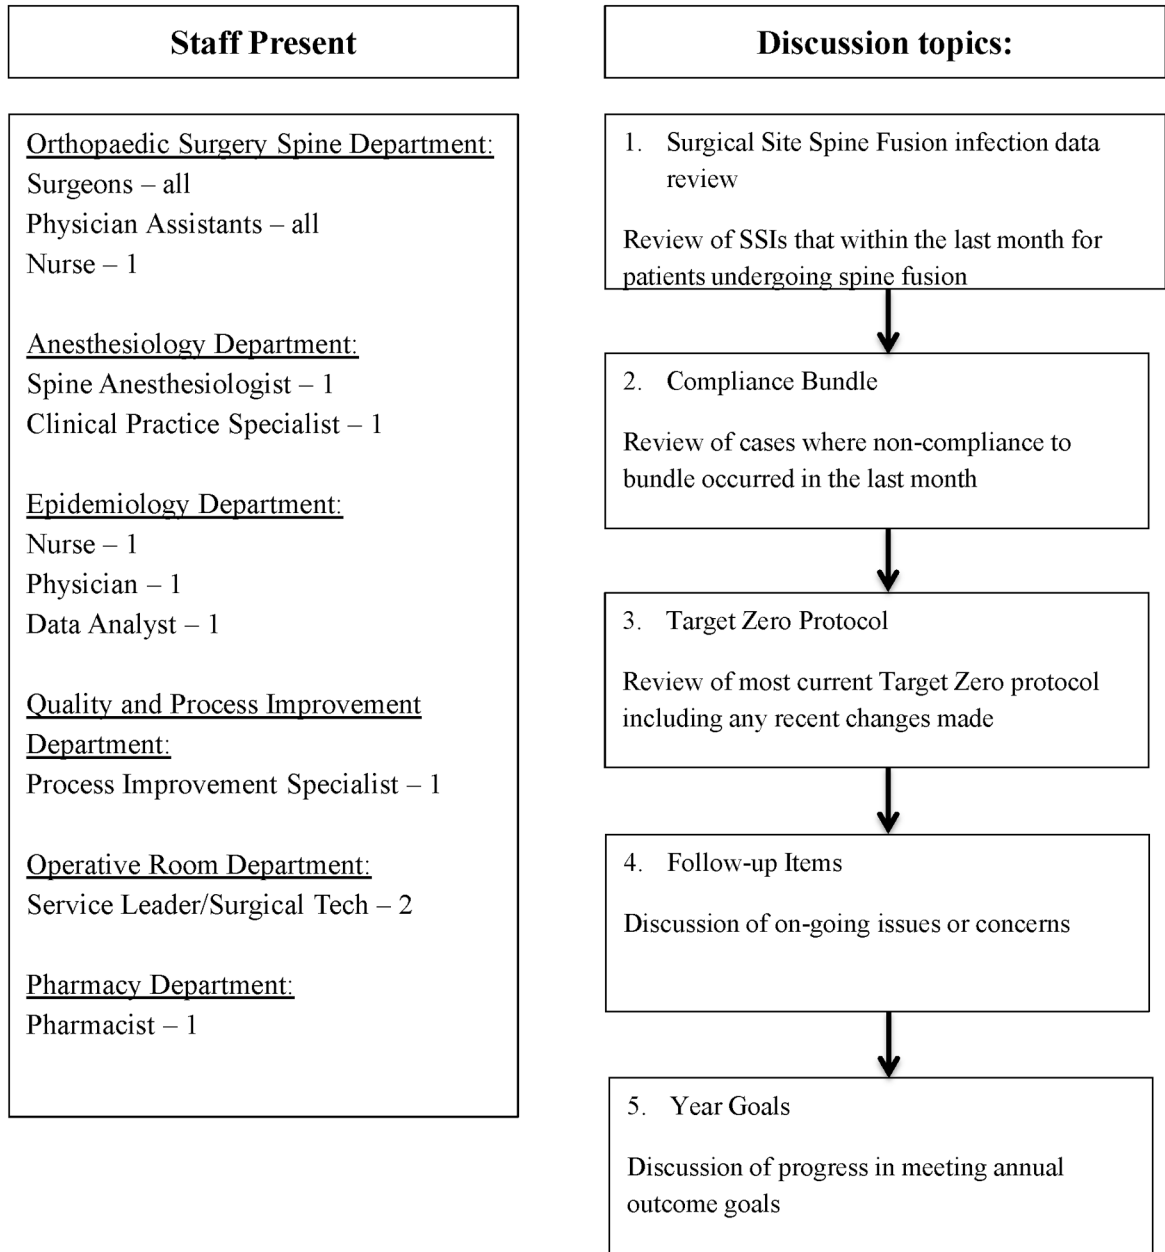 Staff Present
Orthopaedic Surgery Spine Department:
Surgeons – all
Physician Assistants – all
Nurse – 1
Anesthesiology Department:
Spine Anesthesiologist – 1
Clinical Practice Specialist – 1
Epidemiology Department:
Nurse – 1
Physician – 1
Data Analyst – 1
Quality and Process Improvement
Department:
Process Improvement Specialist – 1
Operative Room Department:
Service Leader/Surgical Tech – 2
Pharmacy Department:
Pharmacist – 1
Discussion topics:
1. Surgical Site Spine Fusion infection data
review
Review of SSIs that within the last month for
patients undergoing spine fusion
2. Compliance Bundle
Review of cases where non-compliance to
bundle occurred in the last month
3. Target Zero Protocol
Review of most current Target Zero protocol
including any recent changes made
4. Follow-up Items
Discussion of on-going issues or concerns
5. Year Goals
Discussion of progress in meeting annual
outcome goals